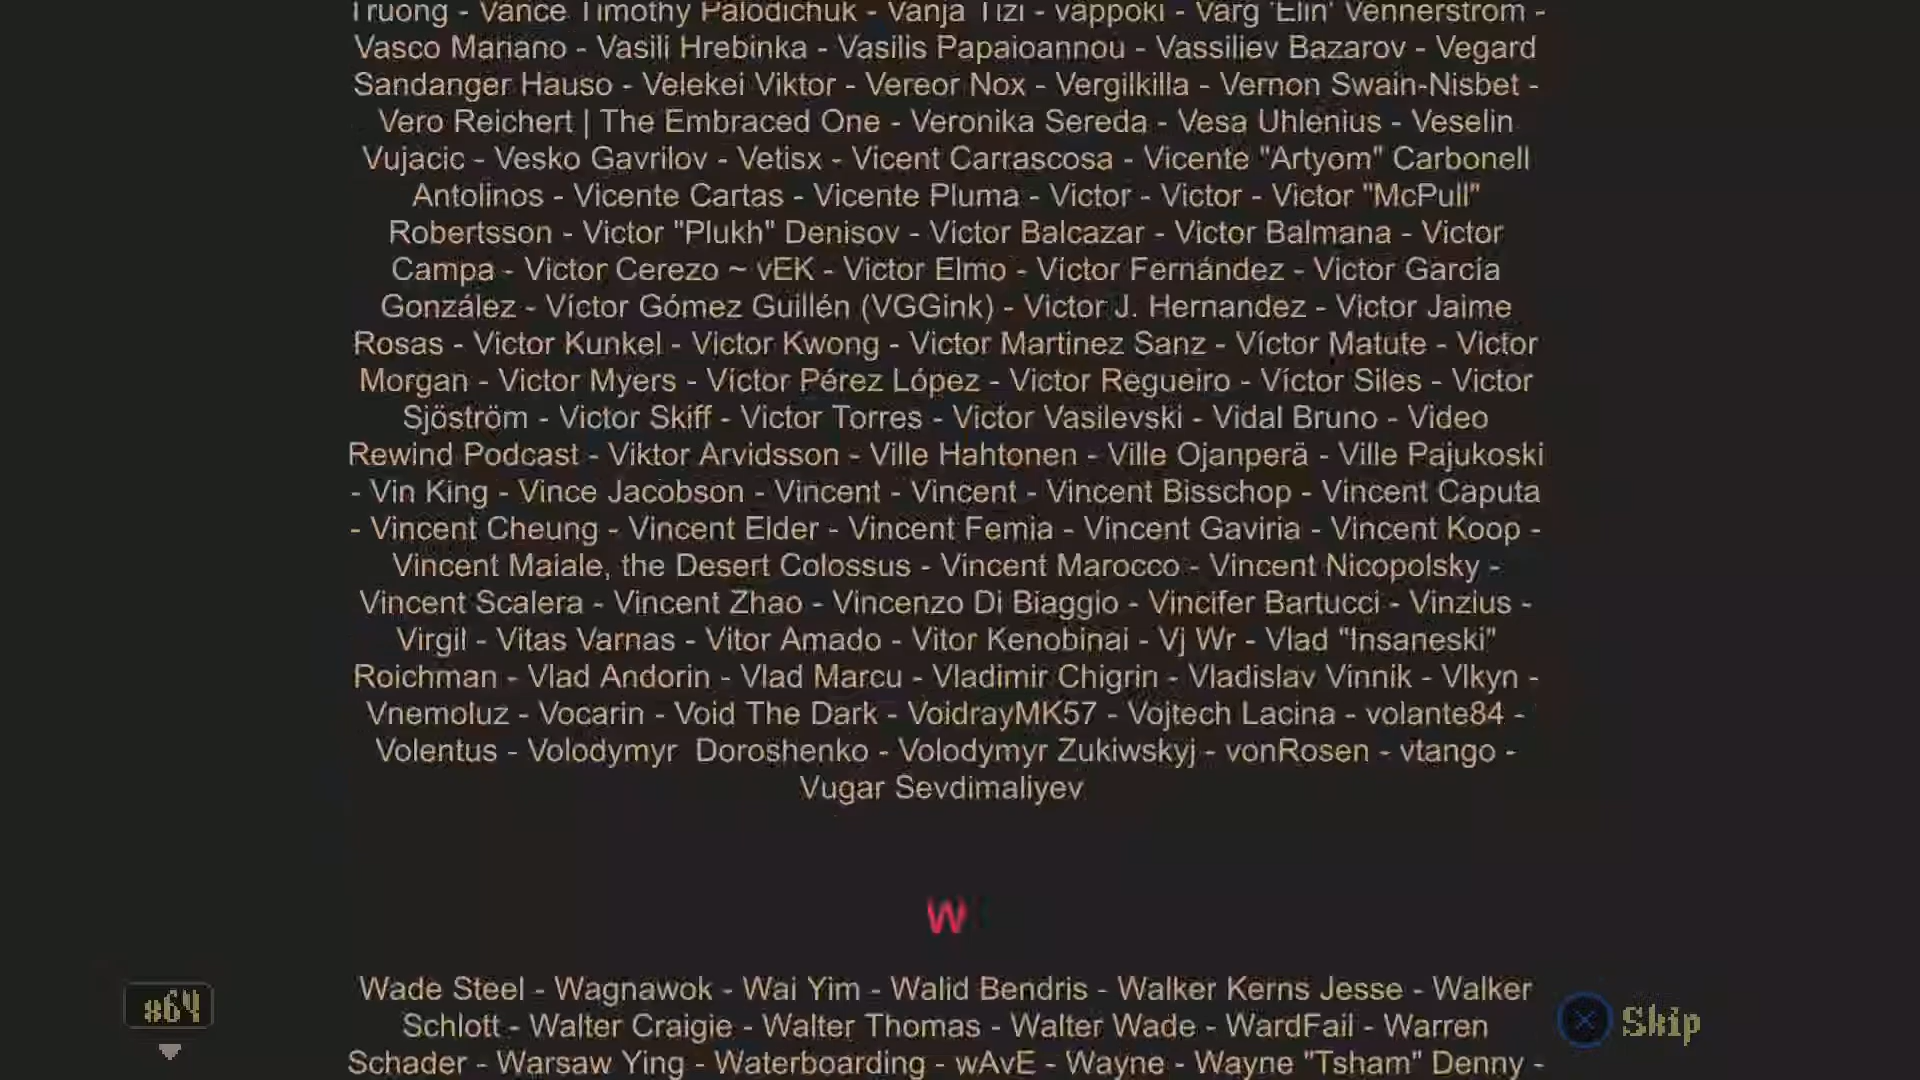 Truong - Vance Timothy Palodichuk - Vanja Tizi - vappoki - Varg 'Elin' Vennerstrom -
Vasco Mariano - Vasili Hrebinka - Vasilis Papaioannou - Vassiliev Bazarov - Vegard
Sandanger Hauso - Velekei Viktor - Vereor Nox - Vergilkilla - Vernon Swain-Nisbet -
Vero Reichert | The Embraced One - Veronika Sereda - Vesa Uhlenius - Veselin
Vujacic - Vesko Gavrilov - Vetisx - Vicent Carrascosa - Vicente "Artyom" Carbonell
Antolinos - Vicente Cartas - Vicente Pluma - Victor - Victor - Victor "McPull"
Robertsson - Victor "Plukh" Denisov - Victor Balcazar - Victor Balmana - Victor
Campa - Victor Cerezo ~ vEK - Victor Elmo - Víctor Fernández - Victor García
González - Víctor Gómez Guillén (VGGink) - Victor J. Hernandez - Victor Jaime
Rosas - Victor Kunkel - Victor Kwong - Victor Martinez Sanz - Víctor Matute - Victor
Morgan - Victor Myers - Víctor Pérez López - Victor Regueiro - Víctor Siles - Victor
Sjöström - Victor Skiff - Victor Torres - Victor Vasilevski - Vidal Bruno - Video
Rewind Podcast - Viktor Arvidsson - Ville Hahtonen - Ville Ojanperä - Ville Pajukoski
- Vin King - Vince Jacobson - Vincent - Vincent - Vincent Bisschop - Vincent Caputa
- Vincent Cheung - Vincent Elder - Vincent Femia - Vincent Gaviria - Vincent Koop -
Vincent Maiale, the Desert Colossus - Vincent Marocco - Vincent Nicopolsky -
Vincent Scalera - Vincent Zhao - Vincenzo Di Biaggio - Vincifer Bartucci - Vinzius -
Virgil - Vitas Varnas - Vitor Amado - Vitor Kenobinai - Vj Wr - Vlad "Insaneski"
Roichman - Vlad Andorin - Vlad Marcu - Vladimir Chigrin - Vladislav Vinnik - Vlkyn -
Vnemoluz - Vocarin - Void The Dark - VoidrayMK57 - Vojtech Lacina - volante84 -
Volentus - Volodymyr  Doroshenko - Volodymyr Zukiwskyj - vonRosen - vtango -
Vugar Sevdimaliyev
W
Wade Steel - Wagnawok - Wai Yim - Walid Bendris - Walker Kerns Jesse - Walker
Schlott - Walter Craigie - Walter Thomas - Walter Wade - WardFail - Warren
Schader - Warsaw Ying - Waterboarding - wAvE - Wayne - Wayne "Tsham" Denny -
x64
Skip